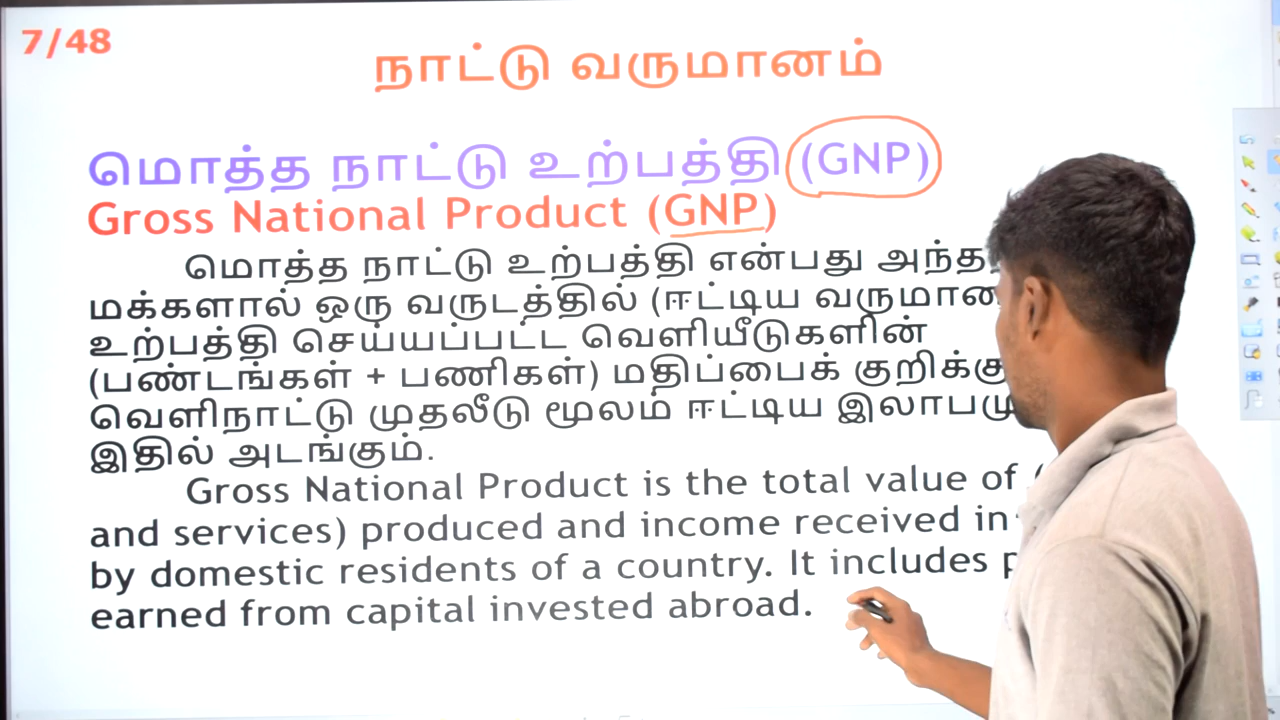 7/48
நாட்டு வருமானம்
மொத்த நாட்டு உற்பத்தி (GNP)
Gross National Product (GNP)
மொத்த நாட்டு உற்பத்தி என்பது
மக்களால் ஒரு வருடத்தில் (ஈட்டிய
உற்பத்தி செய்யப்பட்ட வெளியீடுகளின்
(பண்டங்கள் + பணிகள்) மதிப்பைக்
வெளிநாட்டு முதலீடு மூலம் ஈட்டிய
இதில் அடங்கும்.
Gross National Product is the total value of
and services) produced and income received in
by domestic residents of a country. It includes
earned from capital invested abroad.